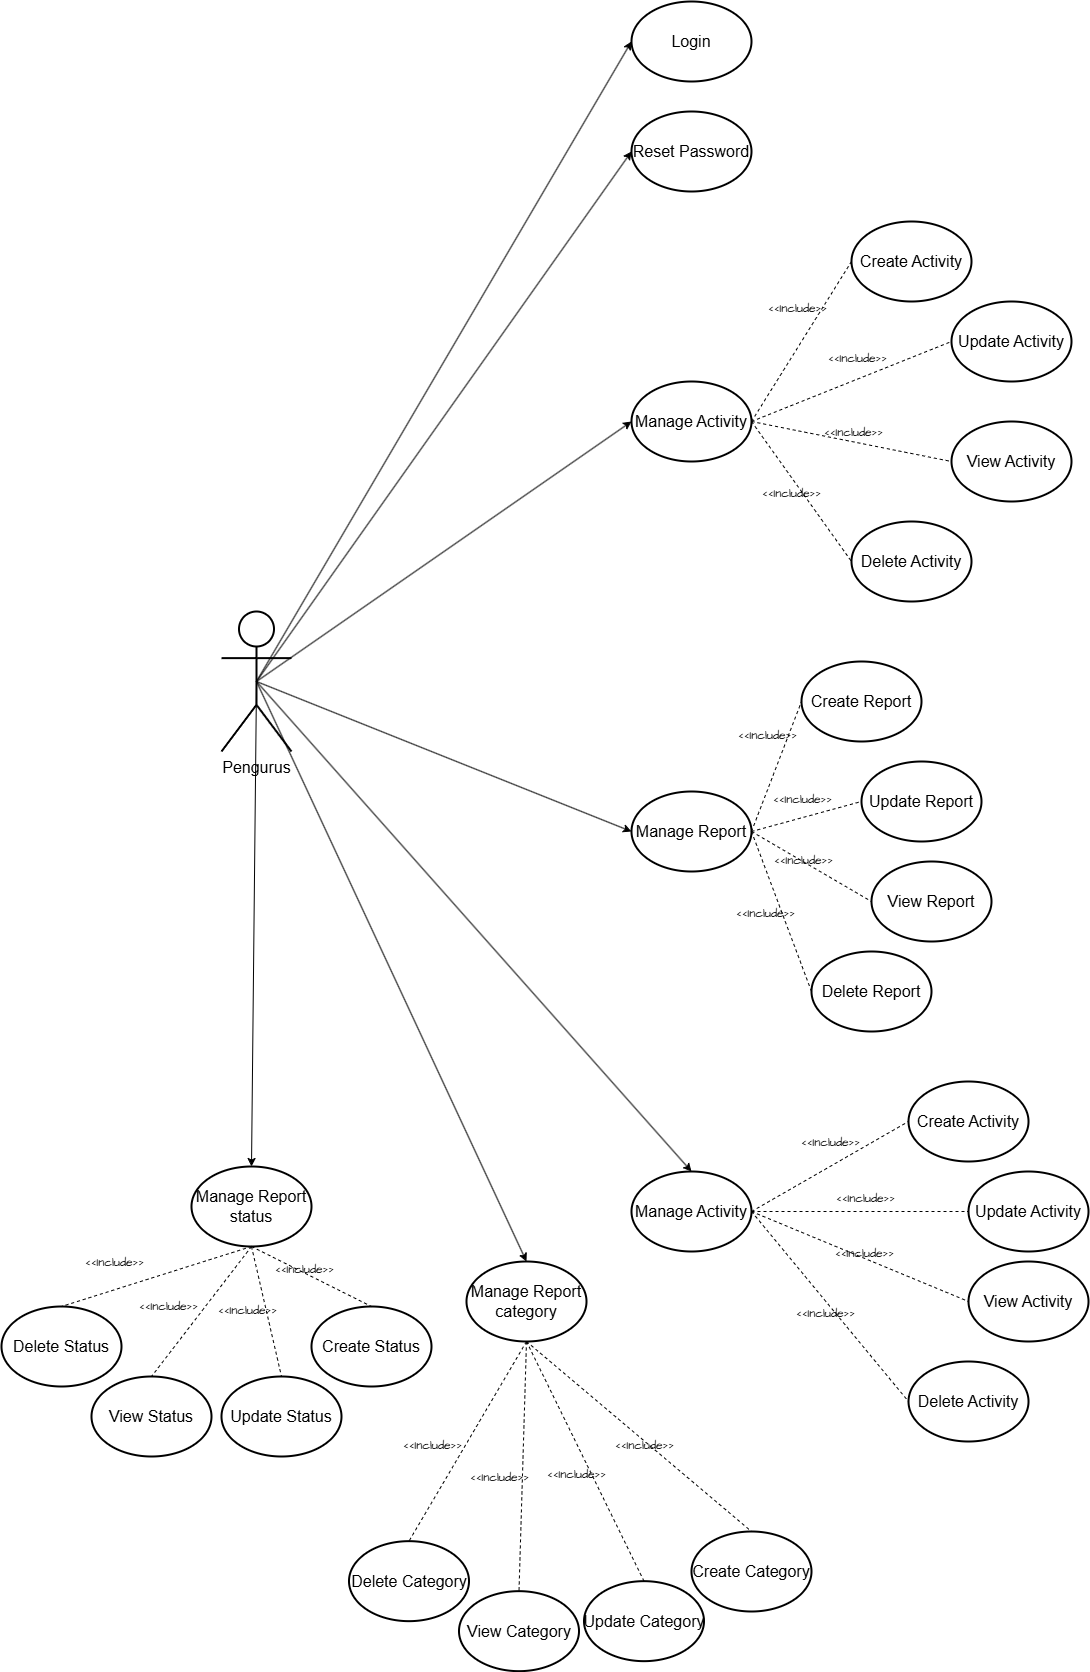 Login
Reset Password
Create Activity
<<include>>
Update Activity
<<include>>
Manage Activity
<<include>>
View Activity
<<include>>
Delete Activity
Pengurus
Create Report
<<include>>
Update Report
<<include>>
Manage Report
<<include>>
View Report
<<include>>
Delete Report
Create Activity
<<include>>
Manage Report
status
<<include>>
Manage Activity
Update Activity
<<include>>
<<include>>
<<include>>
Manage Report
category
View Activity
<<include>>
<<include>>
<<include>>
Delete Status
Create Status
View Status
Update Status
Delete Activity
<<include>>
<<include>>
<<include>>
<<include>>
Delete Category
Create Category
View Category
Update Category